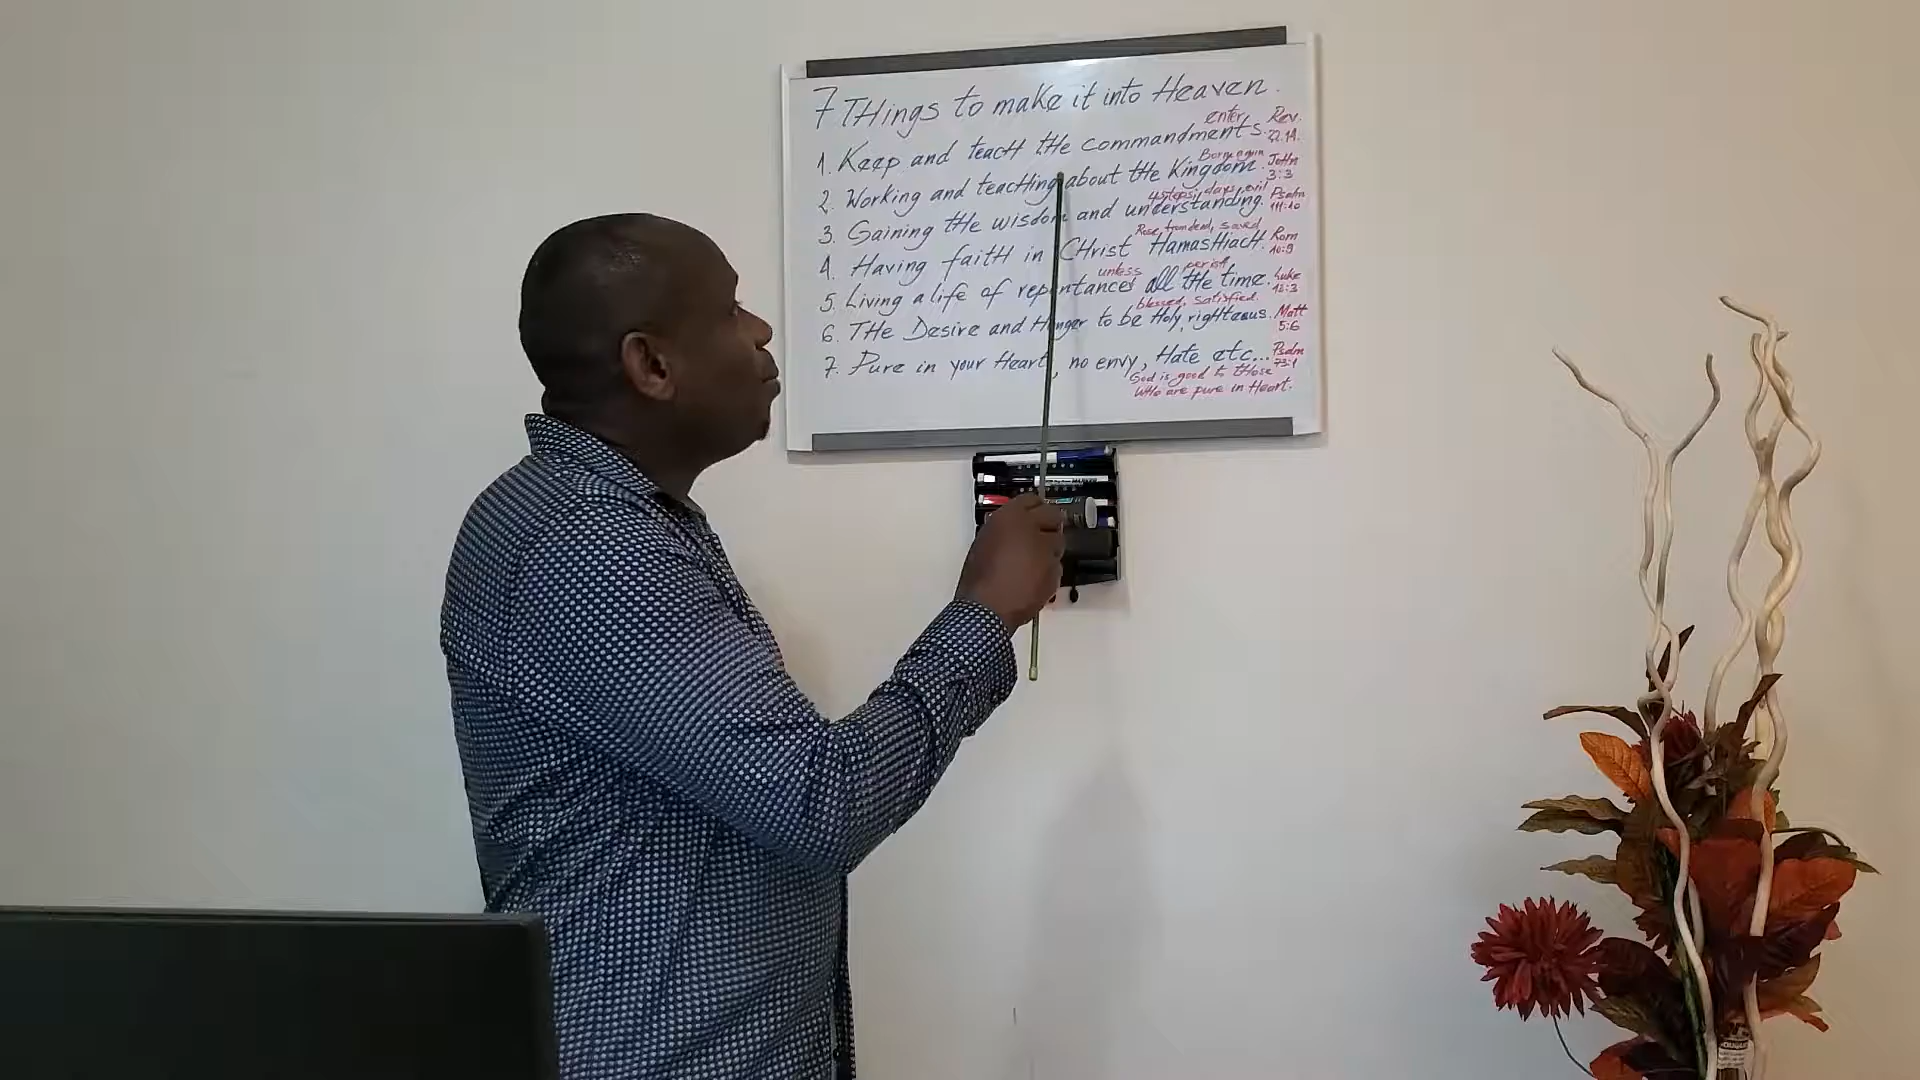 7 THings to make it into Heaven.
enter Rev. 22:14.
1. Keep and teacH tHe commandments.
Born again John 3:3
2. Working and teacHing about tHe Kingdom.
4 steps, days, evil Psalm 111:10
3. Gaining tHe wisdom and understanding.
Rose from dead, saved Rom 10:9
4. Having faitH in CHrist HamasHiacH.
unless perish Luke 13:3
5. Living a life of repentances all tHe time.
blessed, satisfied. Matt 5:6
6. THe Desire and Hunger to be Holy, righteous.
7. Pure in your Heart, no envy, Hate etc... Psalm 73:1
God is good to tHose
WHo are pure in Heart.